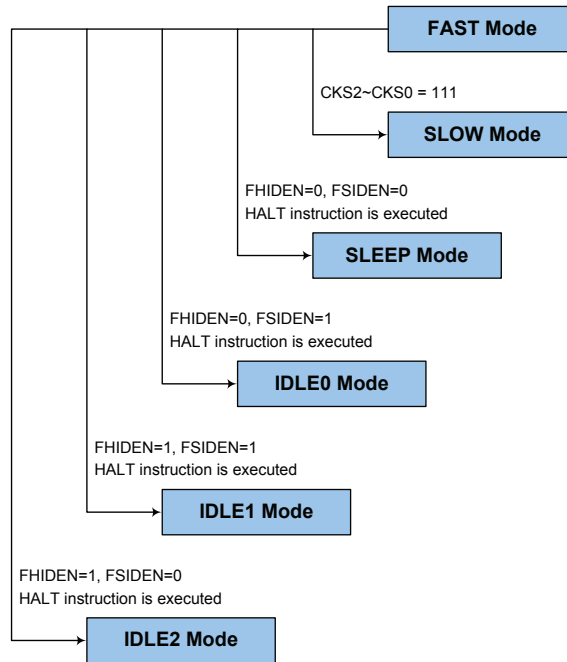 FAST Mode
CKS2~CKS0 = 111
SLOW Mode
FHIDEN=0, FSIDEN=0
HALT instruction is executed
SLEEP Mode
FHIDEN=0, FSIDEN=1
HALT instruction is executed
IDLE0 Mode
FHIDEN=1, FSIDEN=1
HALT instruction is executed
IDLE1 Mode
FHIDEN=1, FSIDEN=0
HALT instruction is executed
IDLE2 Mode